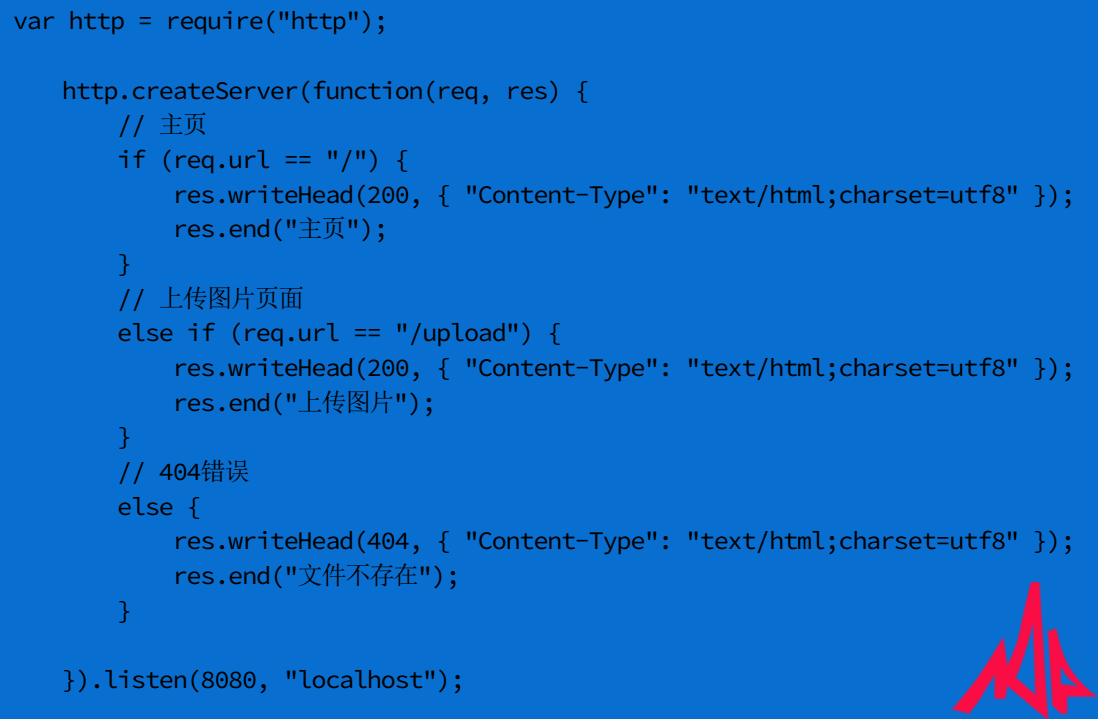 var http = require("http");
http.createServer(function(req, res) {
// 主页
if (req.url == "/") {
res.writeHead(200, { "Content-Type": "text/html;charset=utf8" });
res.end("主页");
}
// 上传图片页面
else if (req.url == "/upload") {
res.writeHead(200, { "Content-Type": "text/html;charset=utf8" });
res.end("上传图片");
}
// 404错误
else {
res.writeHead(404, { "Content-Type": "text/html;charset=utf8" });
res.end("文件不存在");
}
}).listen(8080, "localhost");